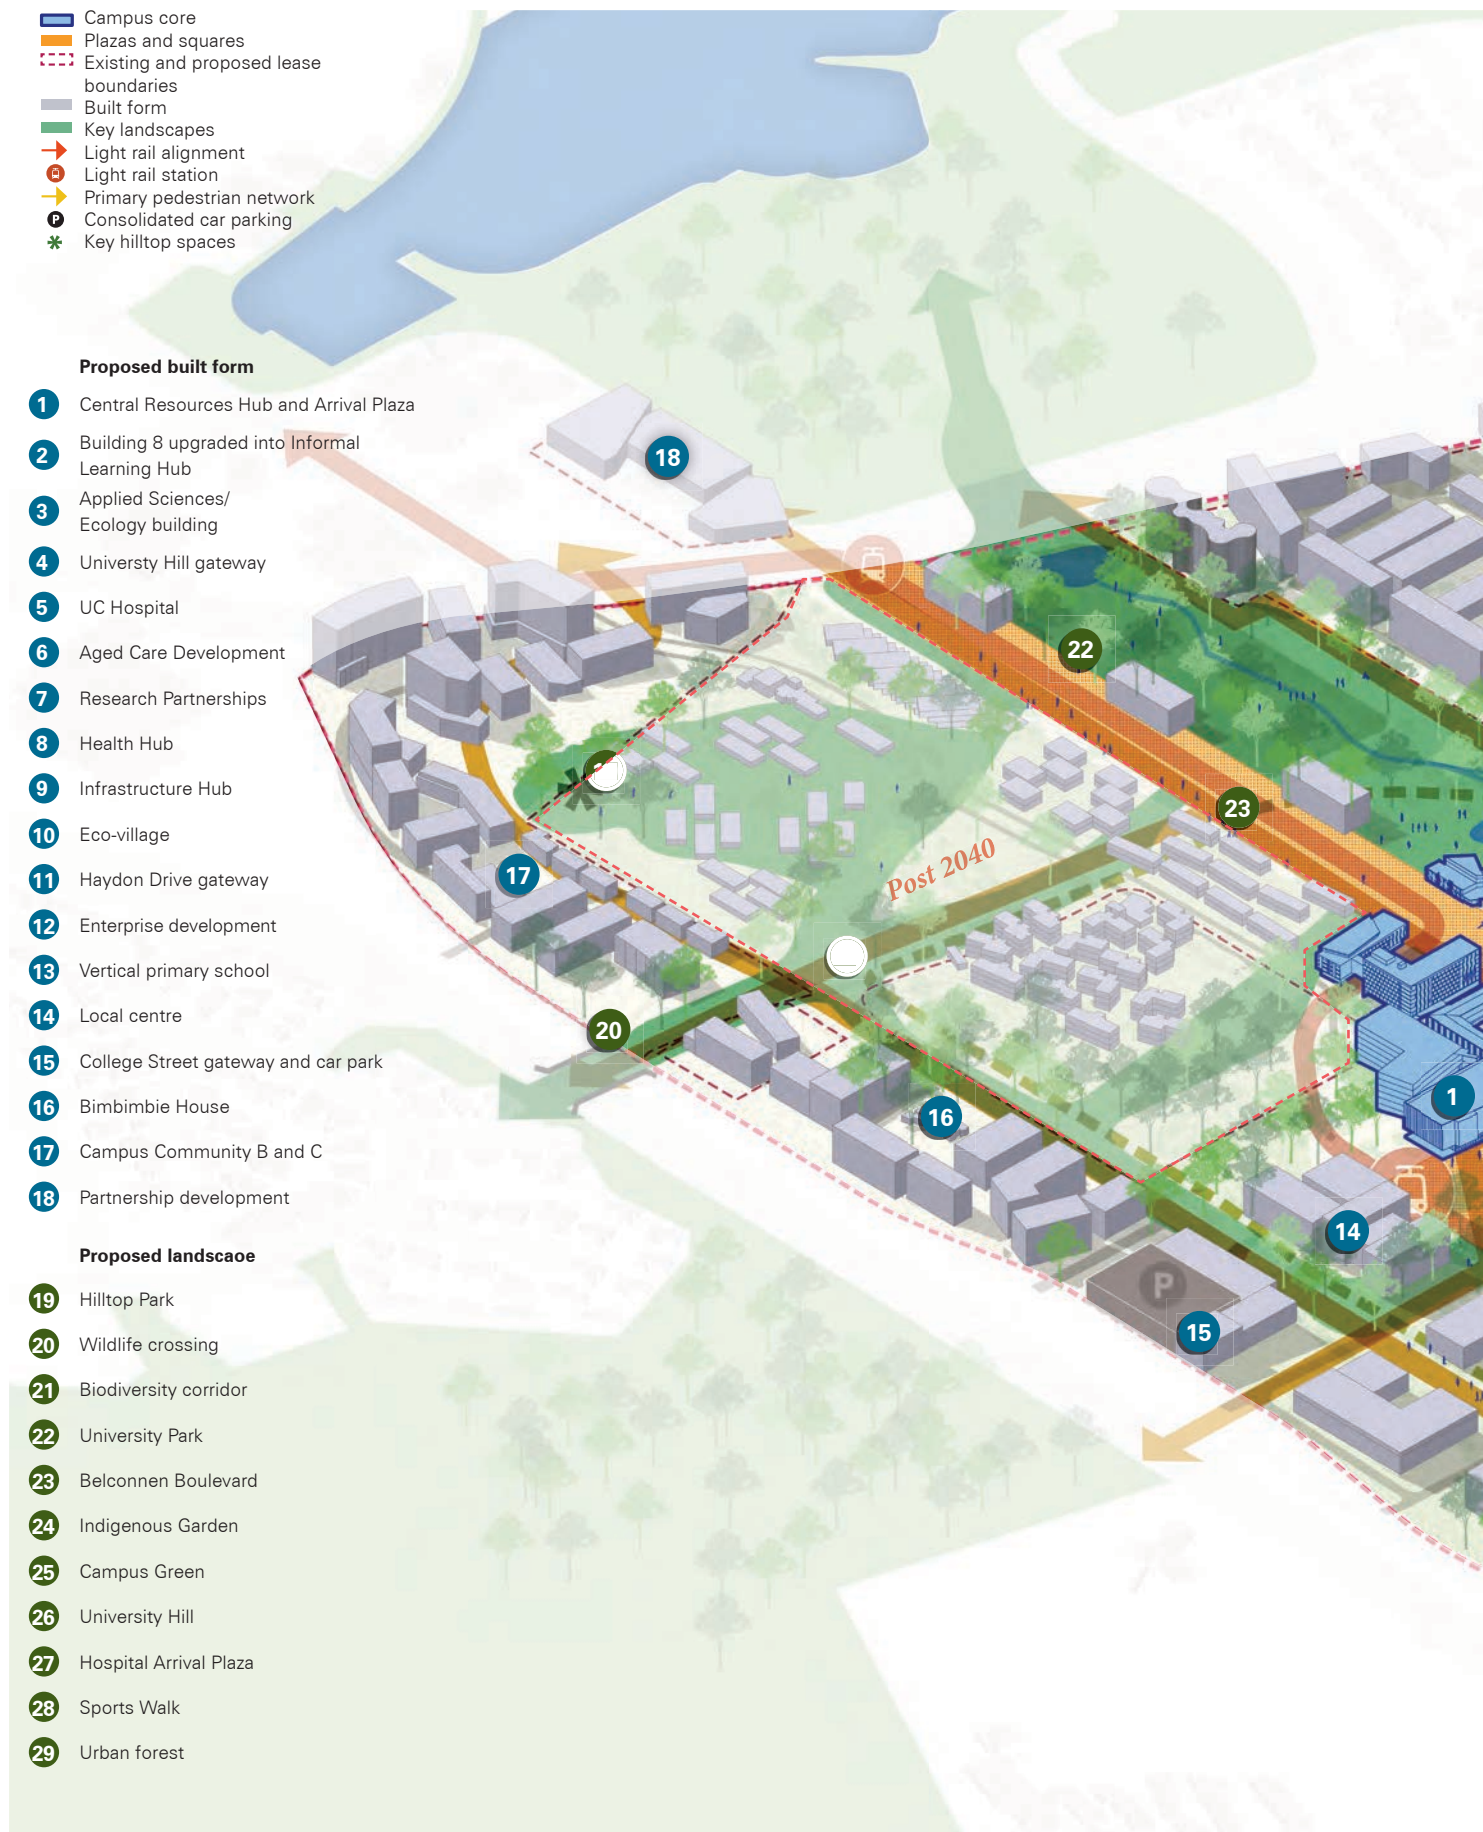 Campus core
Plazas and squares
Existing and proposed lease
boundaries
Built form
Key landscapes
Light rail alignment
Light rail station
Primary pedestrian network
P Consolidated car parking
Key hilltop spaces
Proposed built form
1 Central Resources Hub and Arrival Plaza
2 Building 8 upgraded into Informal
Learning Hub
3 Applied Sciences/
Ecology building
4 Universty Hill gateway
5 UC Hospital
6 Aged Care Development
7 Research Partnerships
8 Health Hub
9 Infrastructure Hub
10 Eco-village
11 Haydon Drive gateway
12 Enterprise development
13 Vertical primary school
14 Local centre
15 College Street gateway and car park
16 Bimbimbie House
17 Campus Community B and C
18 Partnership development
Proposed landscaoe
19 Hilltop Park
20 Wildlife crossing
21 Biodiversity corridor
22 University Park
23 Belconnen Boulevard
24 Indigenous Garden
25 Campus Green
26 University Hill
27 Hospital Arrival Plaza
28 Sports Walk
29 Urban forest
18
22
23
Post 2040
17
20
16
1
14
P
15